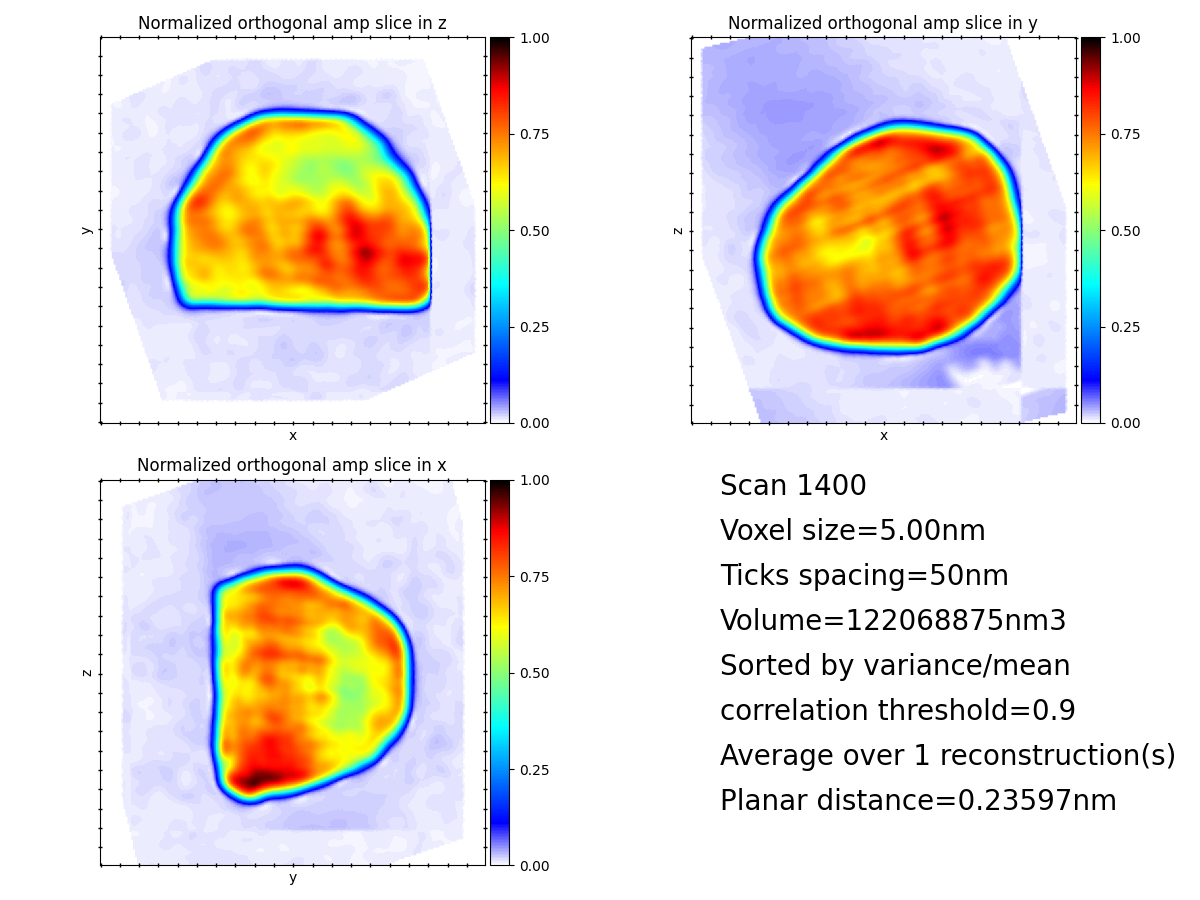 Normalized orthogonal amp slice in z
1.00
0.75
0.50
0.25
0.00
y
x
Normalized orthogonal amp slice in y
1.00
0.75
0.50
0.25
0.00
z
x
Normalized orthogonal amp slice in x
1.00
0.75
0.50
0.25
0.00
z
y
Scan 1400
Voxel size=5.00nm
Ticks spacing=50nm
Volume=122068875nm3
Sorted by variance/mean
correlation threshold=0.9
Average over 1 reconstruction(s)
Planar distance=0.23597nm